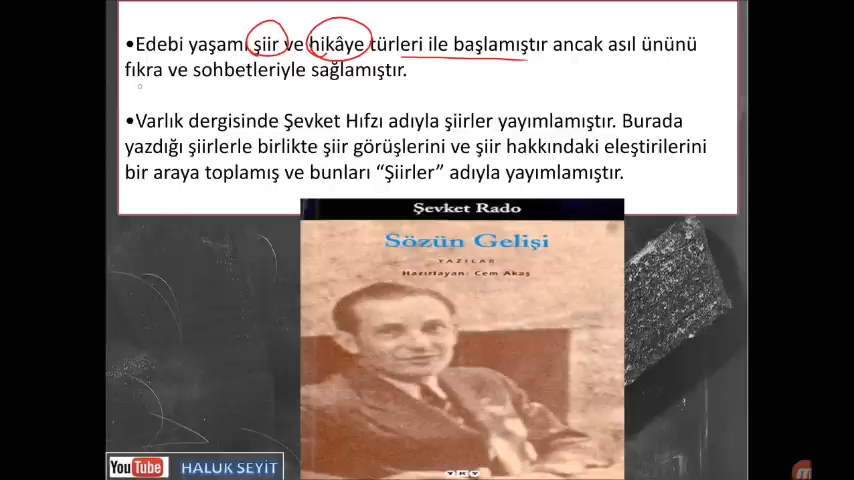 •Edebi yaşamı şiir ve hikâye türleri ile başlamıştır ancak asıl ününü
fıkra ve sohbetleriyle sağlamıştır.
•Varlık dergisinde Şevket Hıfzı adıyla şiirler yayımlamıştır. Burada
yazdığı şiirlerle birlikte şiir görüşlerini ve şiir hakkındaki eleştirilerini
bir araya toplamış ve bunları “Şiirler” adıyla yayımlamıştır.
Şevket Rado
Sözün Gelişi
YAZILAR
Hazırlayan: Cem Akaş
YKY
YouTube HALUK SEYİT